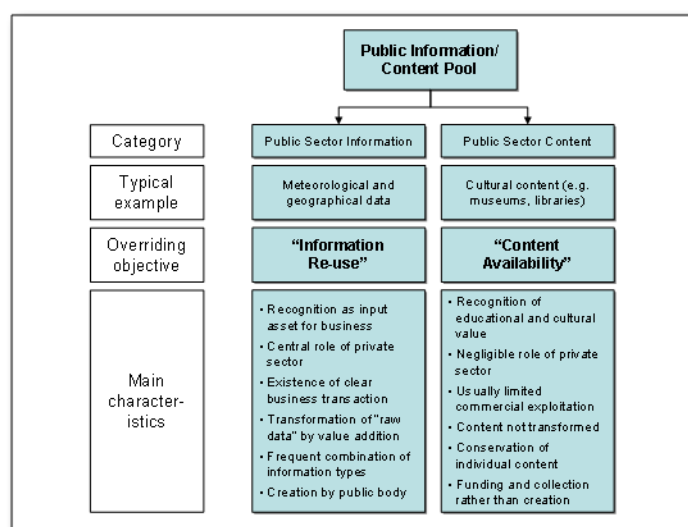 Public Information/
Content Pool
Category
Public Sector Information
Public Sector Content
Typical
example
Meteorological and
geographical data
Cultural content (e.g.
museums, libraries)
Overriding
objective
"Information
Re-use"
"Content
Availability"
Main
character-
istics
• Recognition as input
asset for business
• Central role of private
sector
• Existence of clear
business transaction
• Transformation of "raw
data" by value addition
• Frequent combination of
information types
• Creation by public body
• Recognition of
educational and cultural
value
• Negligible role of private
sector
• Usually limited
commercial exploitation
• Content not transformed
• Conservation of
individual content
• Funding and collection
rather than creation